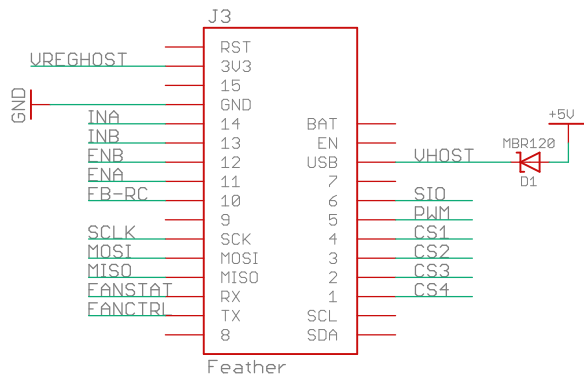 J3
VREGHOST
GND
INA
INB
ENB
ENA
FB-RC
SCLK
MOSI
MISO
FANSTAT
FANCTRL
RST
3V3
15
GND
14
13
12
11
10
9
SCK
MOSI
MISO
RX
TX
8
BAT
EN
USB
7
6
5
4
3
2
1
SCL
SDA
VHOST
SIO
PWM
CS1
CS2
CS3
CS4
+5V
MBR120
D1
Feather